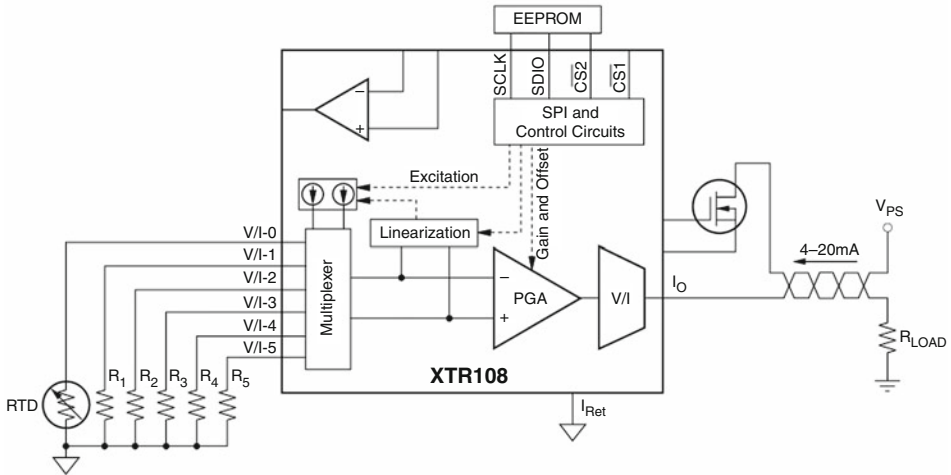 EEPROM
SCLK
SDIO
CS2
CS1
SPI and
Control Circuits
−
+
Excitation
Gain and Offset
Linearization
V/I-0
V/I-1
V/I-2
V/I-3
V/I-4
V/I-5
Multiplexer
−
PGA
+
V/I
IO
4–20mA
VPS
RLOAD
R1
R2
R3
R4
R5
RTD
XTR108
IRet